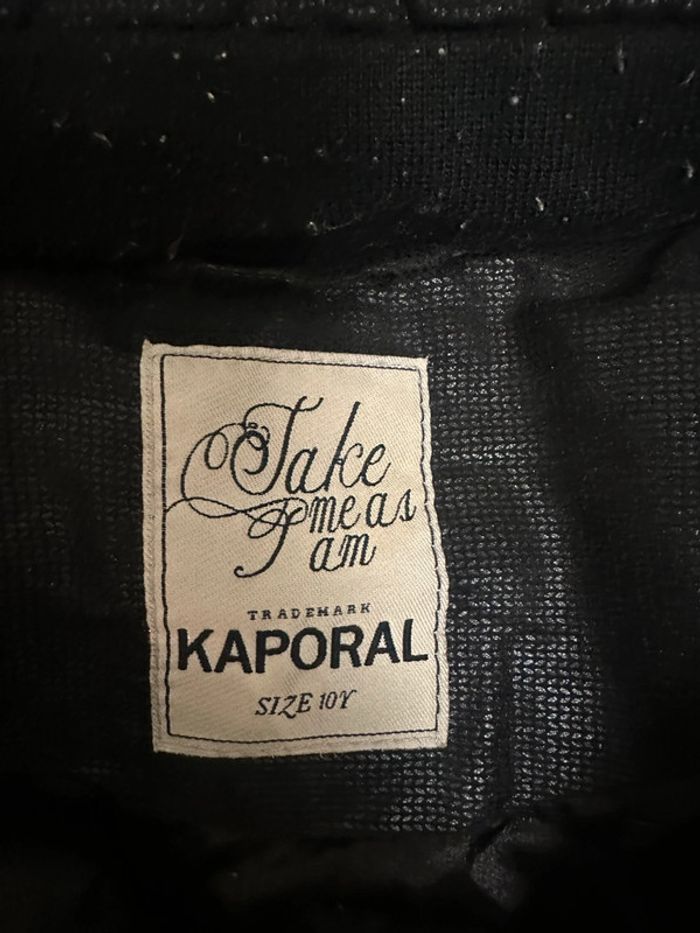 Take
me as
I am
TRADEMARK
KAPORAL
SIZE 10Y